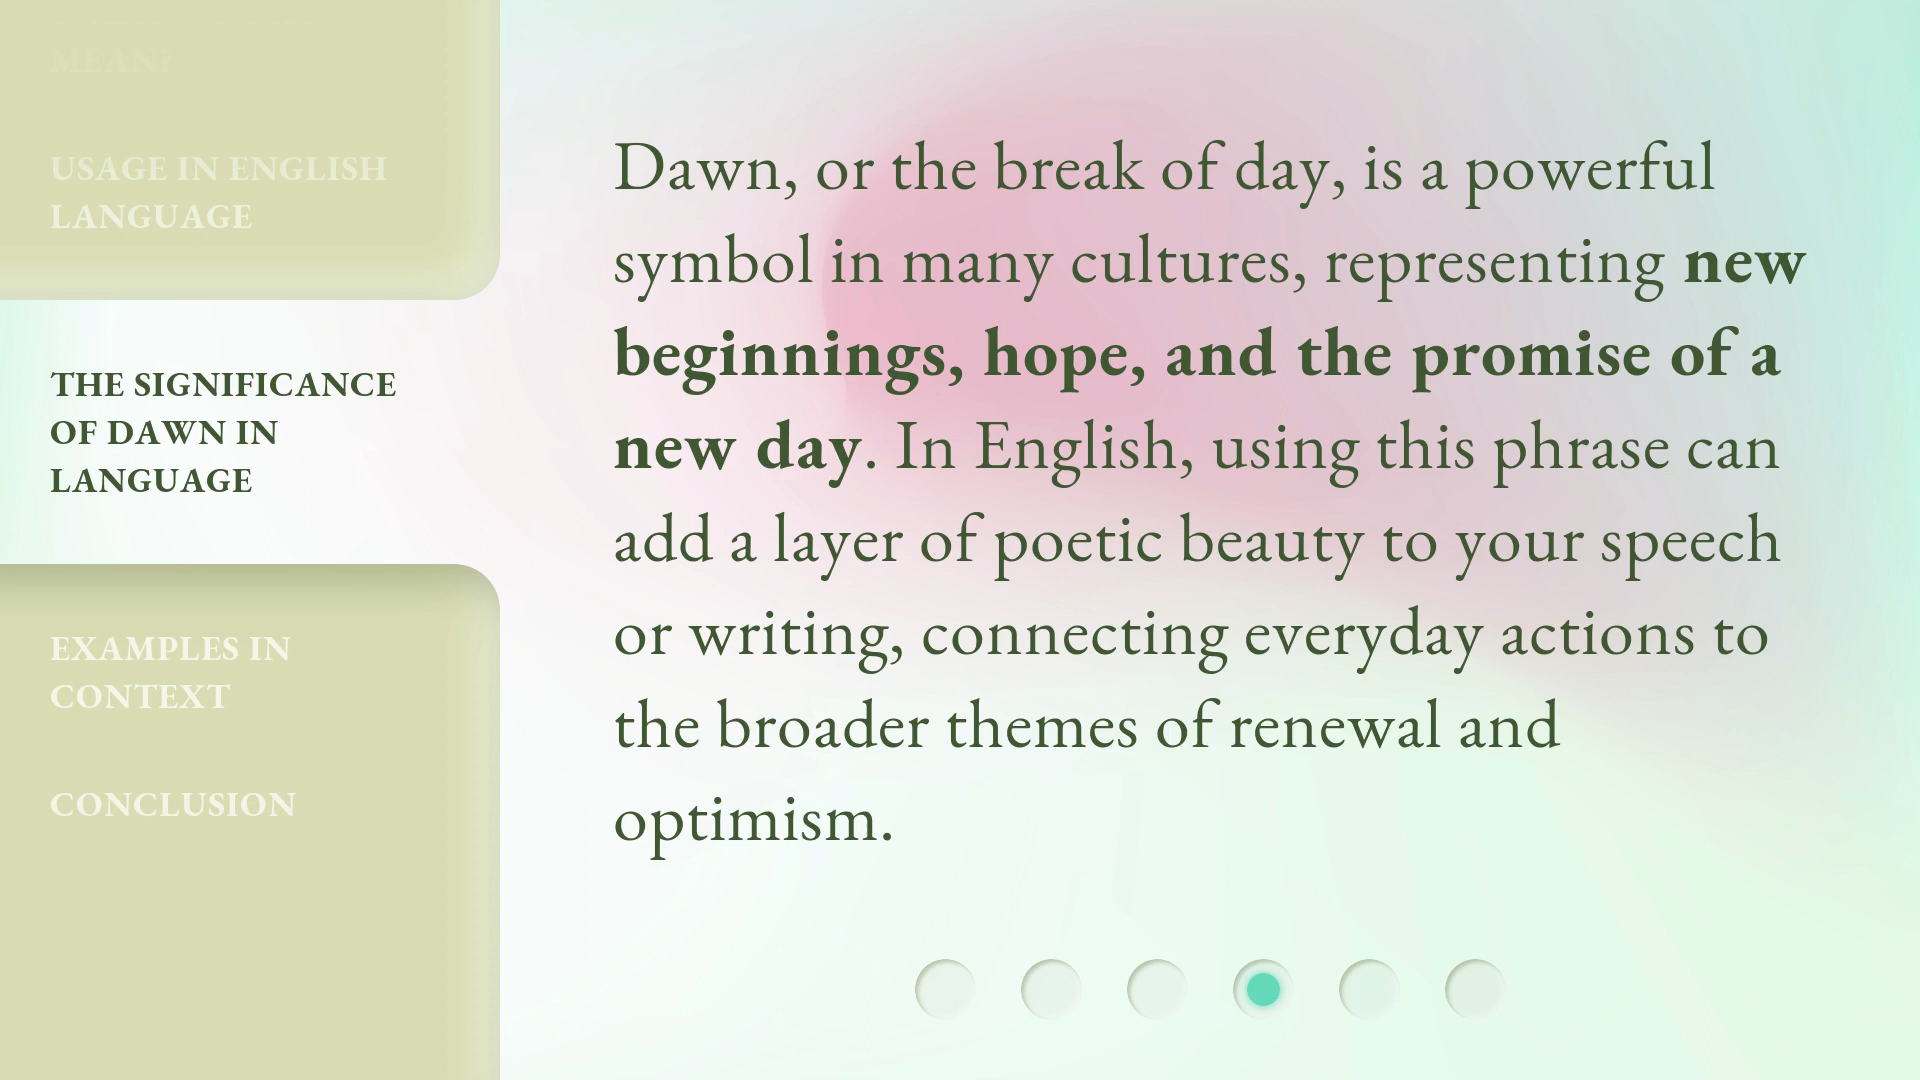 MEAN?
USAGE IN ENGLISH
LANGUAGE
THE SIGNIFICANCE
OF DAWN IN
LANGUAGE
EXAMPLES IN
CONTEXT
CONCLUSION
Dawn, or the break of day, is a powerful
symbol in many cultures, representing new
beginnings, hope, and the promise of a
new day. In English, using this phrase can
add a layer of poetic beauty to your speech
or writing, connecting everyday actions to
the broader themes of renewal and
optimism.